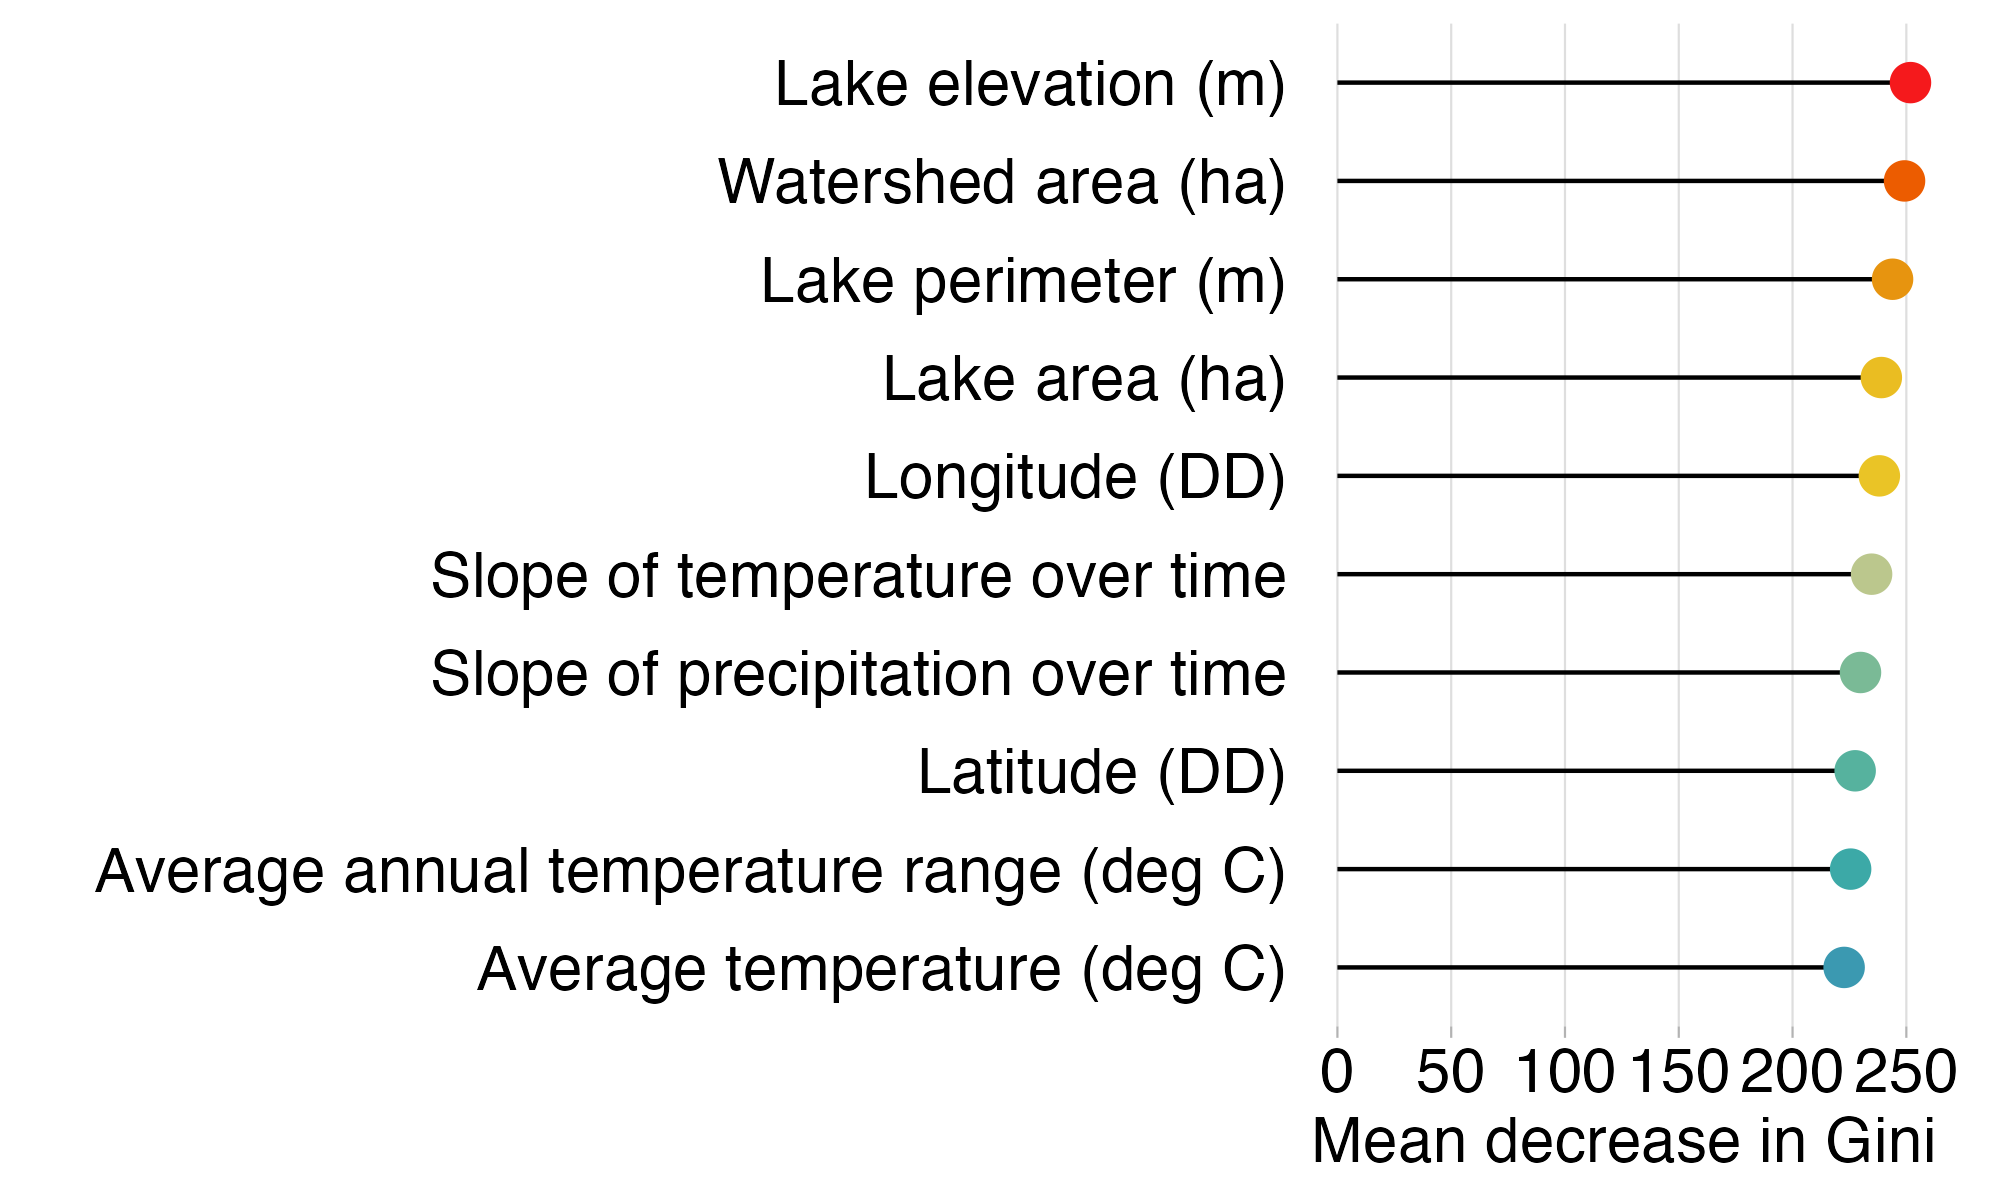 Lake elevation (m)
Watershed area (ha)
Lake perimeter (m)
Lake area (ha)
Longitude (DD)
Slope of temperature over time
Slope of precipitation over time
Latitude (DD)
Average annual temperature range (deg C)
Average temperature (deg C)
0 50 100 150 200 250
Mean decrease in Gini